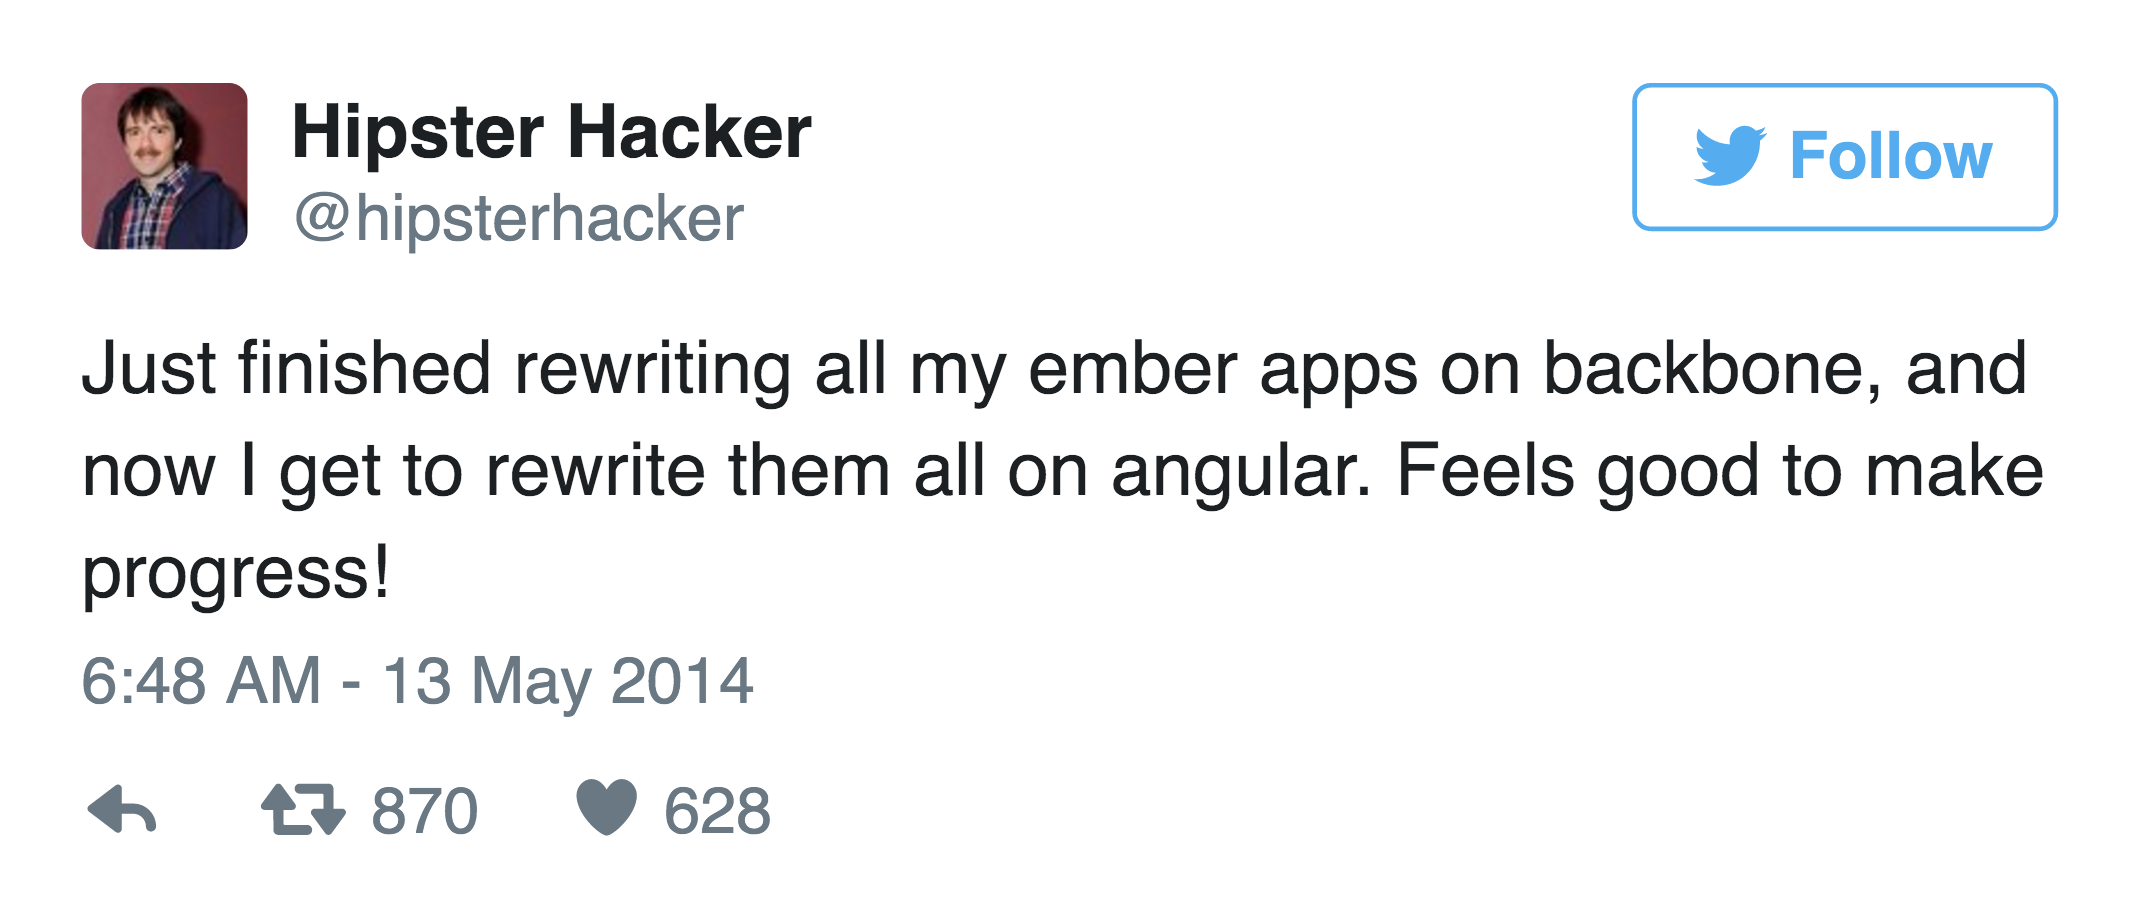 Hipster Hacker
@hipsterhacker
Follow
Just finished rewriting all my ember apps on backbone, and
now I get to rewrite them all on angular. Feels good to make
progress!
6:48 AM - 13 May 2014
870 628